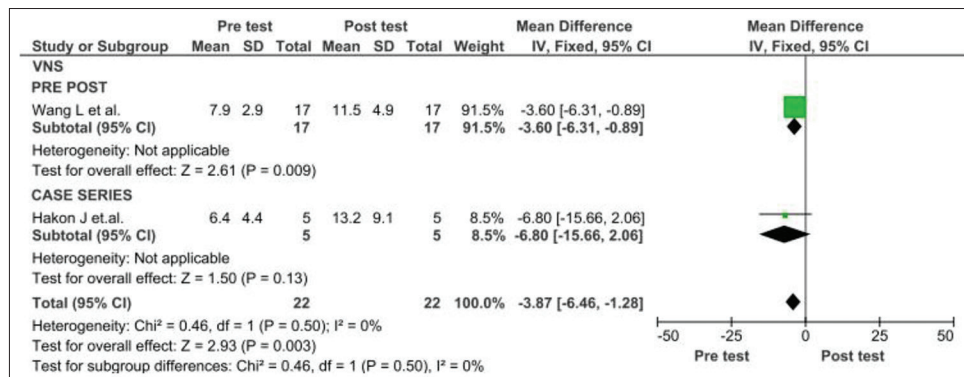 Pre test Post test Mean Difference Mean Difference
Study or Subgroup Mean SD Total Mean SD Total Weight IV, Fixed, 95% CI IV, Fixed, 95% CI
VNS
PRE POST
Wang L et al. 7.9 2.9 17 11.5 4.9 17 91.5% -3.60 [-6.31, -0.89]
Subtotal (95% CI) 17 17 91.5% -3.60 [-6.31, -0.89]
Heterogeneity: Not applicable
Test for overall effect: Z = 2.61 (P = 0.009)
CASE SERIES
Hakon J et.al. 6.4 4.4 5 13.2 9.1 5 8.5% -6.80 [-15.66, 2.06]
Subtotal (95% CI) 5 5 8.5% -6.80 [-15.66, 2.06]
Heterogeneity: Not applicable
Test for overall effect: Z = 1.50 (P = 0.13)
Total (95% CI) 22 22 100.0% -3.87 [-6.46, -1.28]
Heterogeneity: Chi² = 0.46, df = 1 (P = 0.50); I² = 0%
Test for overall effect: Z = 2.93 (P = 0.003)
Test for subgroup differences: Chi² = 0.46, df = 1 (P = 0.50), I² = 0%
-50 -25 0 25 50
Pre test Post test